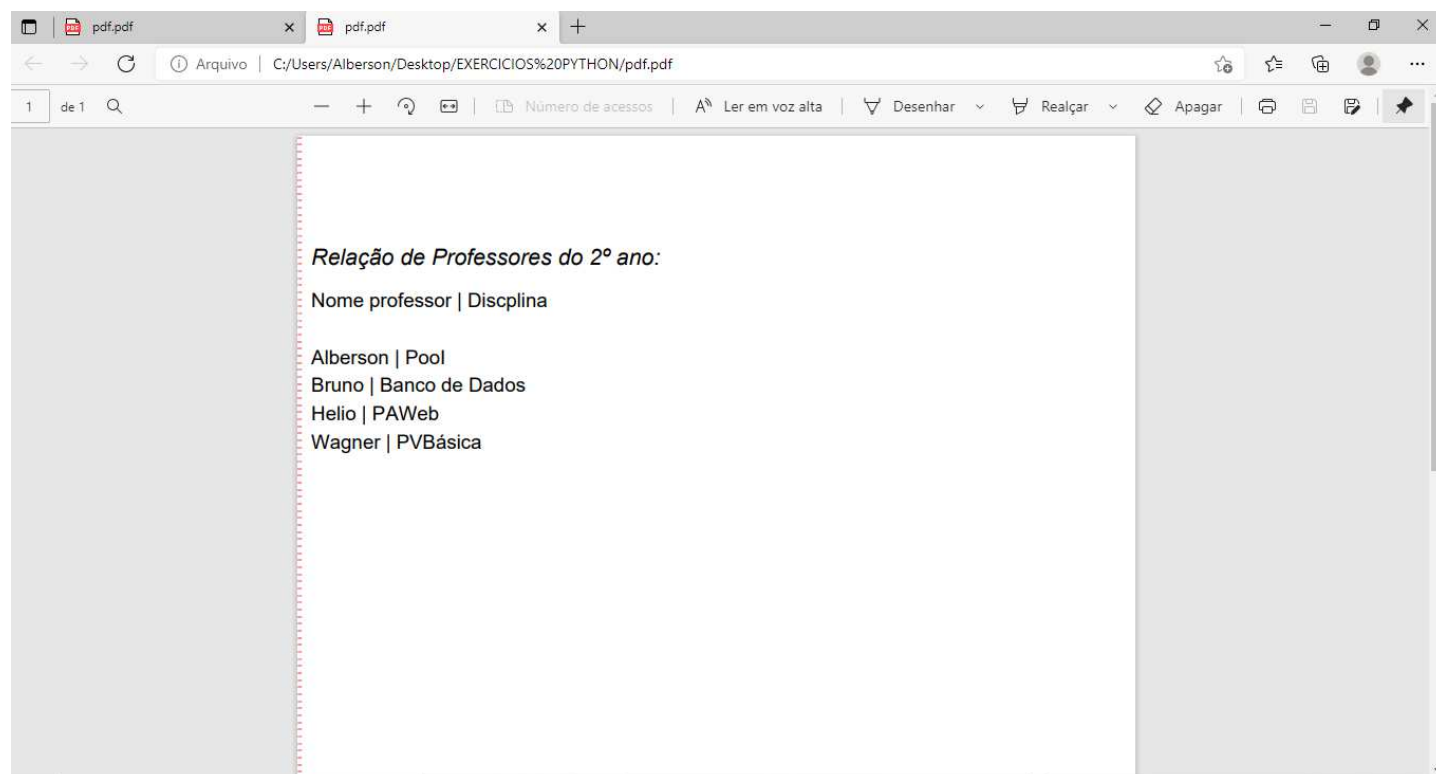 pdf.pdf
pdf.pdf
Arquivo | C:/Users/Alberson/Desktop/EXERCICIOS%20PYTHON/pdf.pdf
1 de 1 Número de acessos | A Ler em voz alta | Desenhar Realçar Apagar
Relação de Professores do 2º ano:
Nome professor | Discplina
Alberson | Pool
Bruno | Banco de Dados
Helio | PAWeb
Wagner | PVBásica